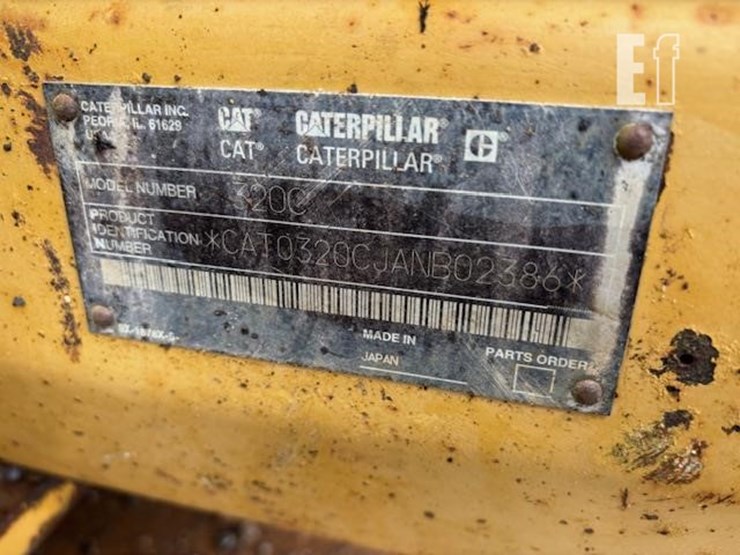 Ef
CATERPILLAR INC.
PEORIA, IL. 61629
U.S.A.
CAT® CATERPILLAR®
CAT® CATERPILLAR®
MODEL NUMBER 320C
PRODUCT
IDENTIFICATION
NUMBER *CAT0320CJANB02386*
MADE IN
JAPAN
PARTS ORDER